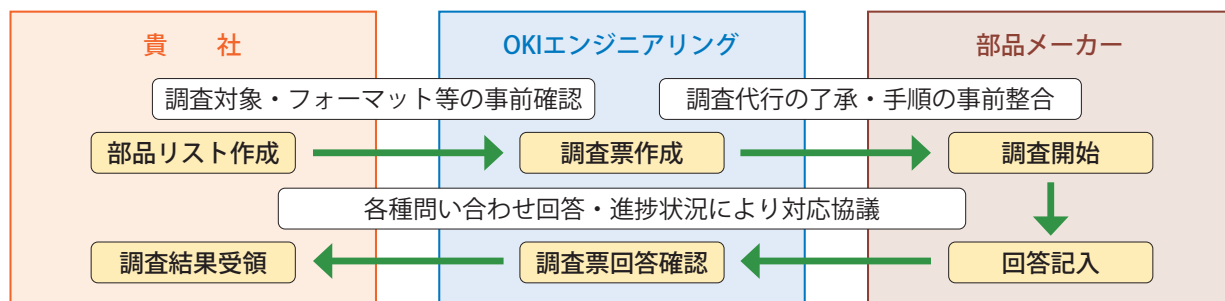 貴　　社
OKIエンジニアリング
部品メーカー
調査対象・フォーマット等の事前確認
調査代行の了承・手順の事前整合
部品リスト作成
調査票作成
調査開始
各種問い合わせ回答・進捗状況により対応協議
調査結果受領
調査票回答確認
回答記入